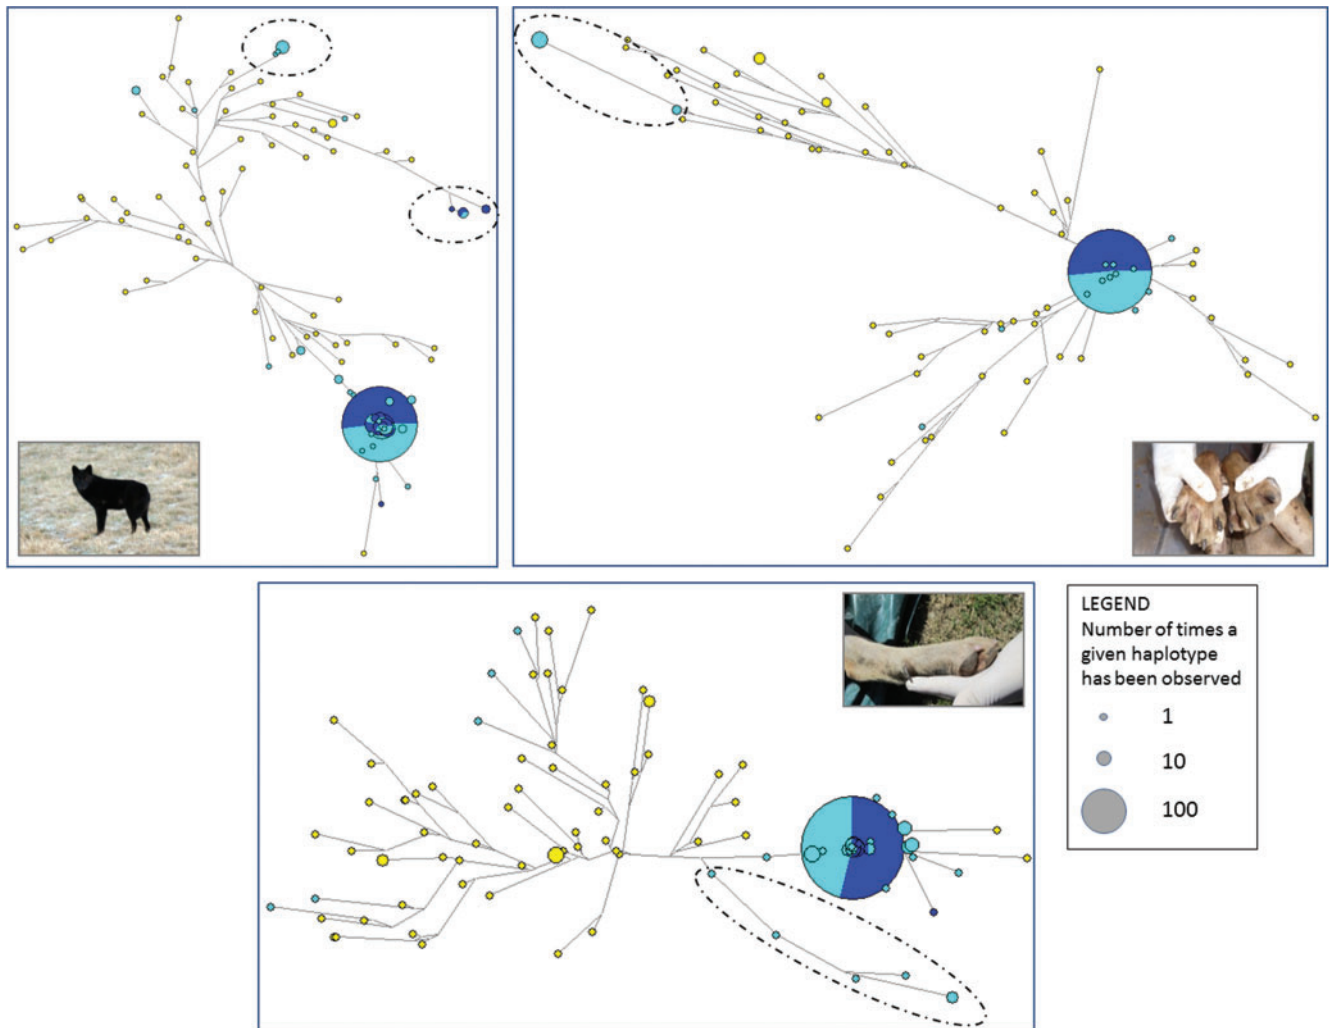 LEGEND
Number of times a
given haplotype
has been observed
1
10
100